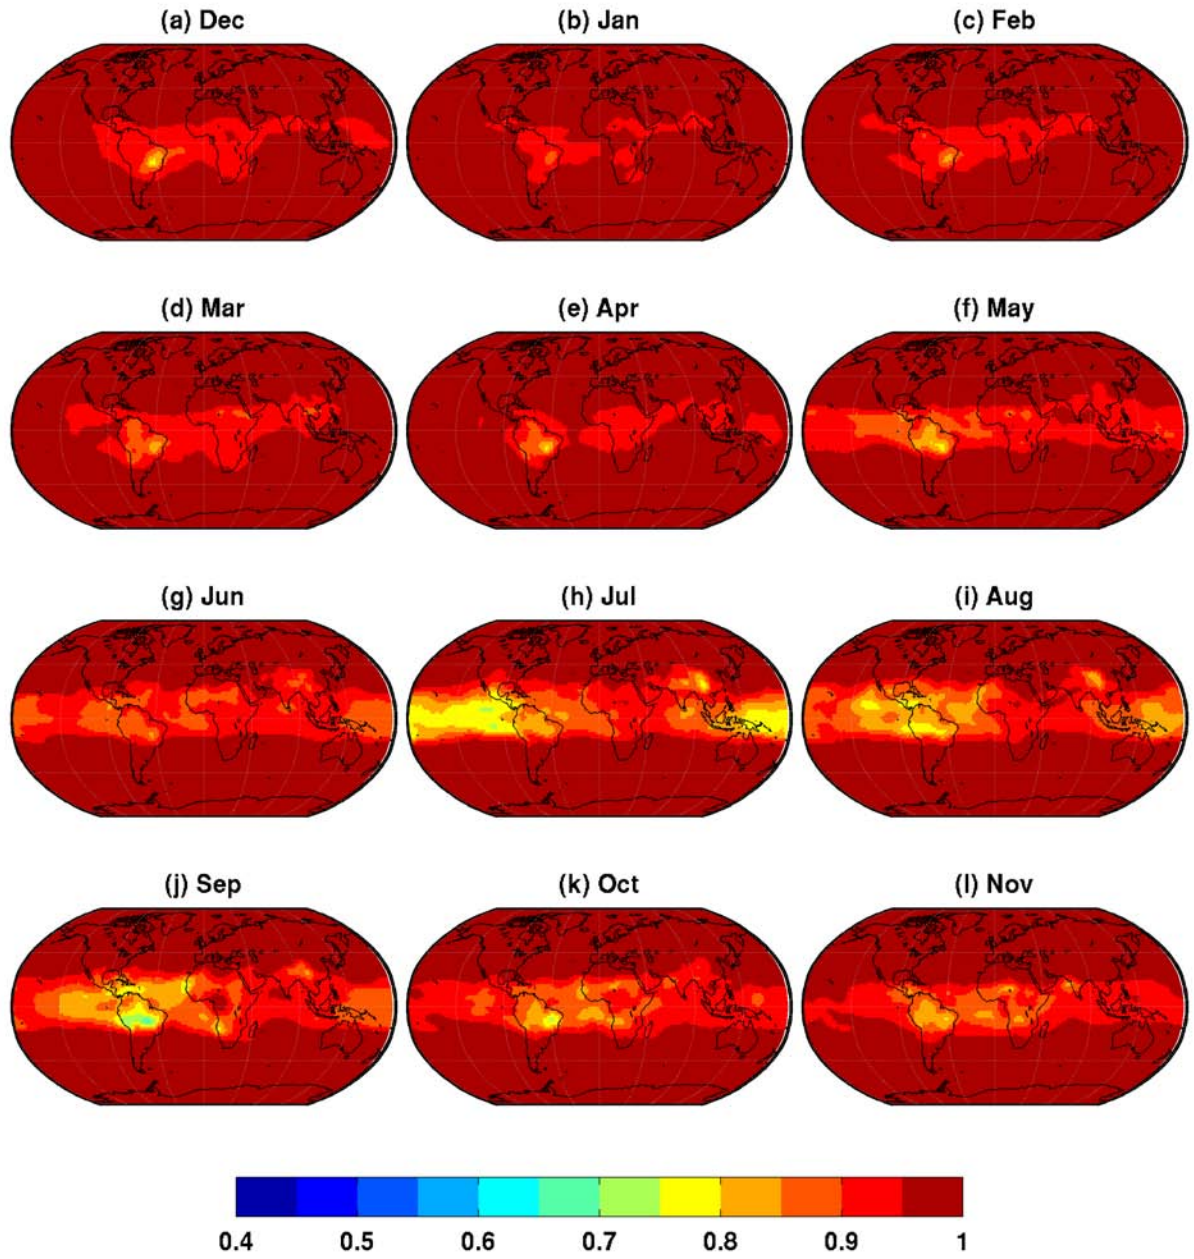 (a) Dec (b) Jan (c) Feb
(d) Mar (e) Apr (f) May
(g) Jun (h) Jul (i) Aug
(j) Sep (k) Oct (l) Nov
0.4 0.5 0.6 0.7 0.8 0.9 1